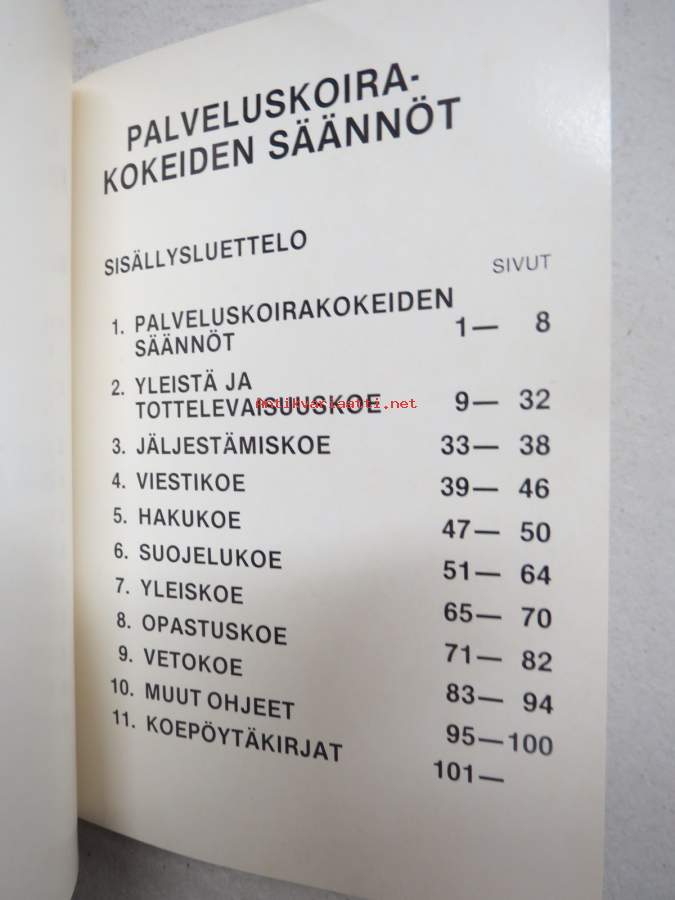 PALVELUSKOIRA-
KOKEIDEN SÄÄNNÖT
SISÄLLYSLUETTELO
SIVUT
1. PALVELUSKOIRAKOKEIDEN
SÄÄNNÖT 1— 8
2. YLEISTÄ JA
TOTTELEVAISUUSKOE 9— 32
Antikvariaatti.net
3. JÄLJESTÄMISKOE 33— 38
4. VIESTIKOE 39— 46
5. HAKUKOE 47— 50
6. SUOJELUKOE 51— 64
7. YLEISKOE 65— 70
8. OPASTUSKOE 71— 82
9. VETOKOE 83— 94
10. MUUT OHJEET 95—100
11. KOEPÖYTÄKIRJAT 101—